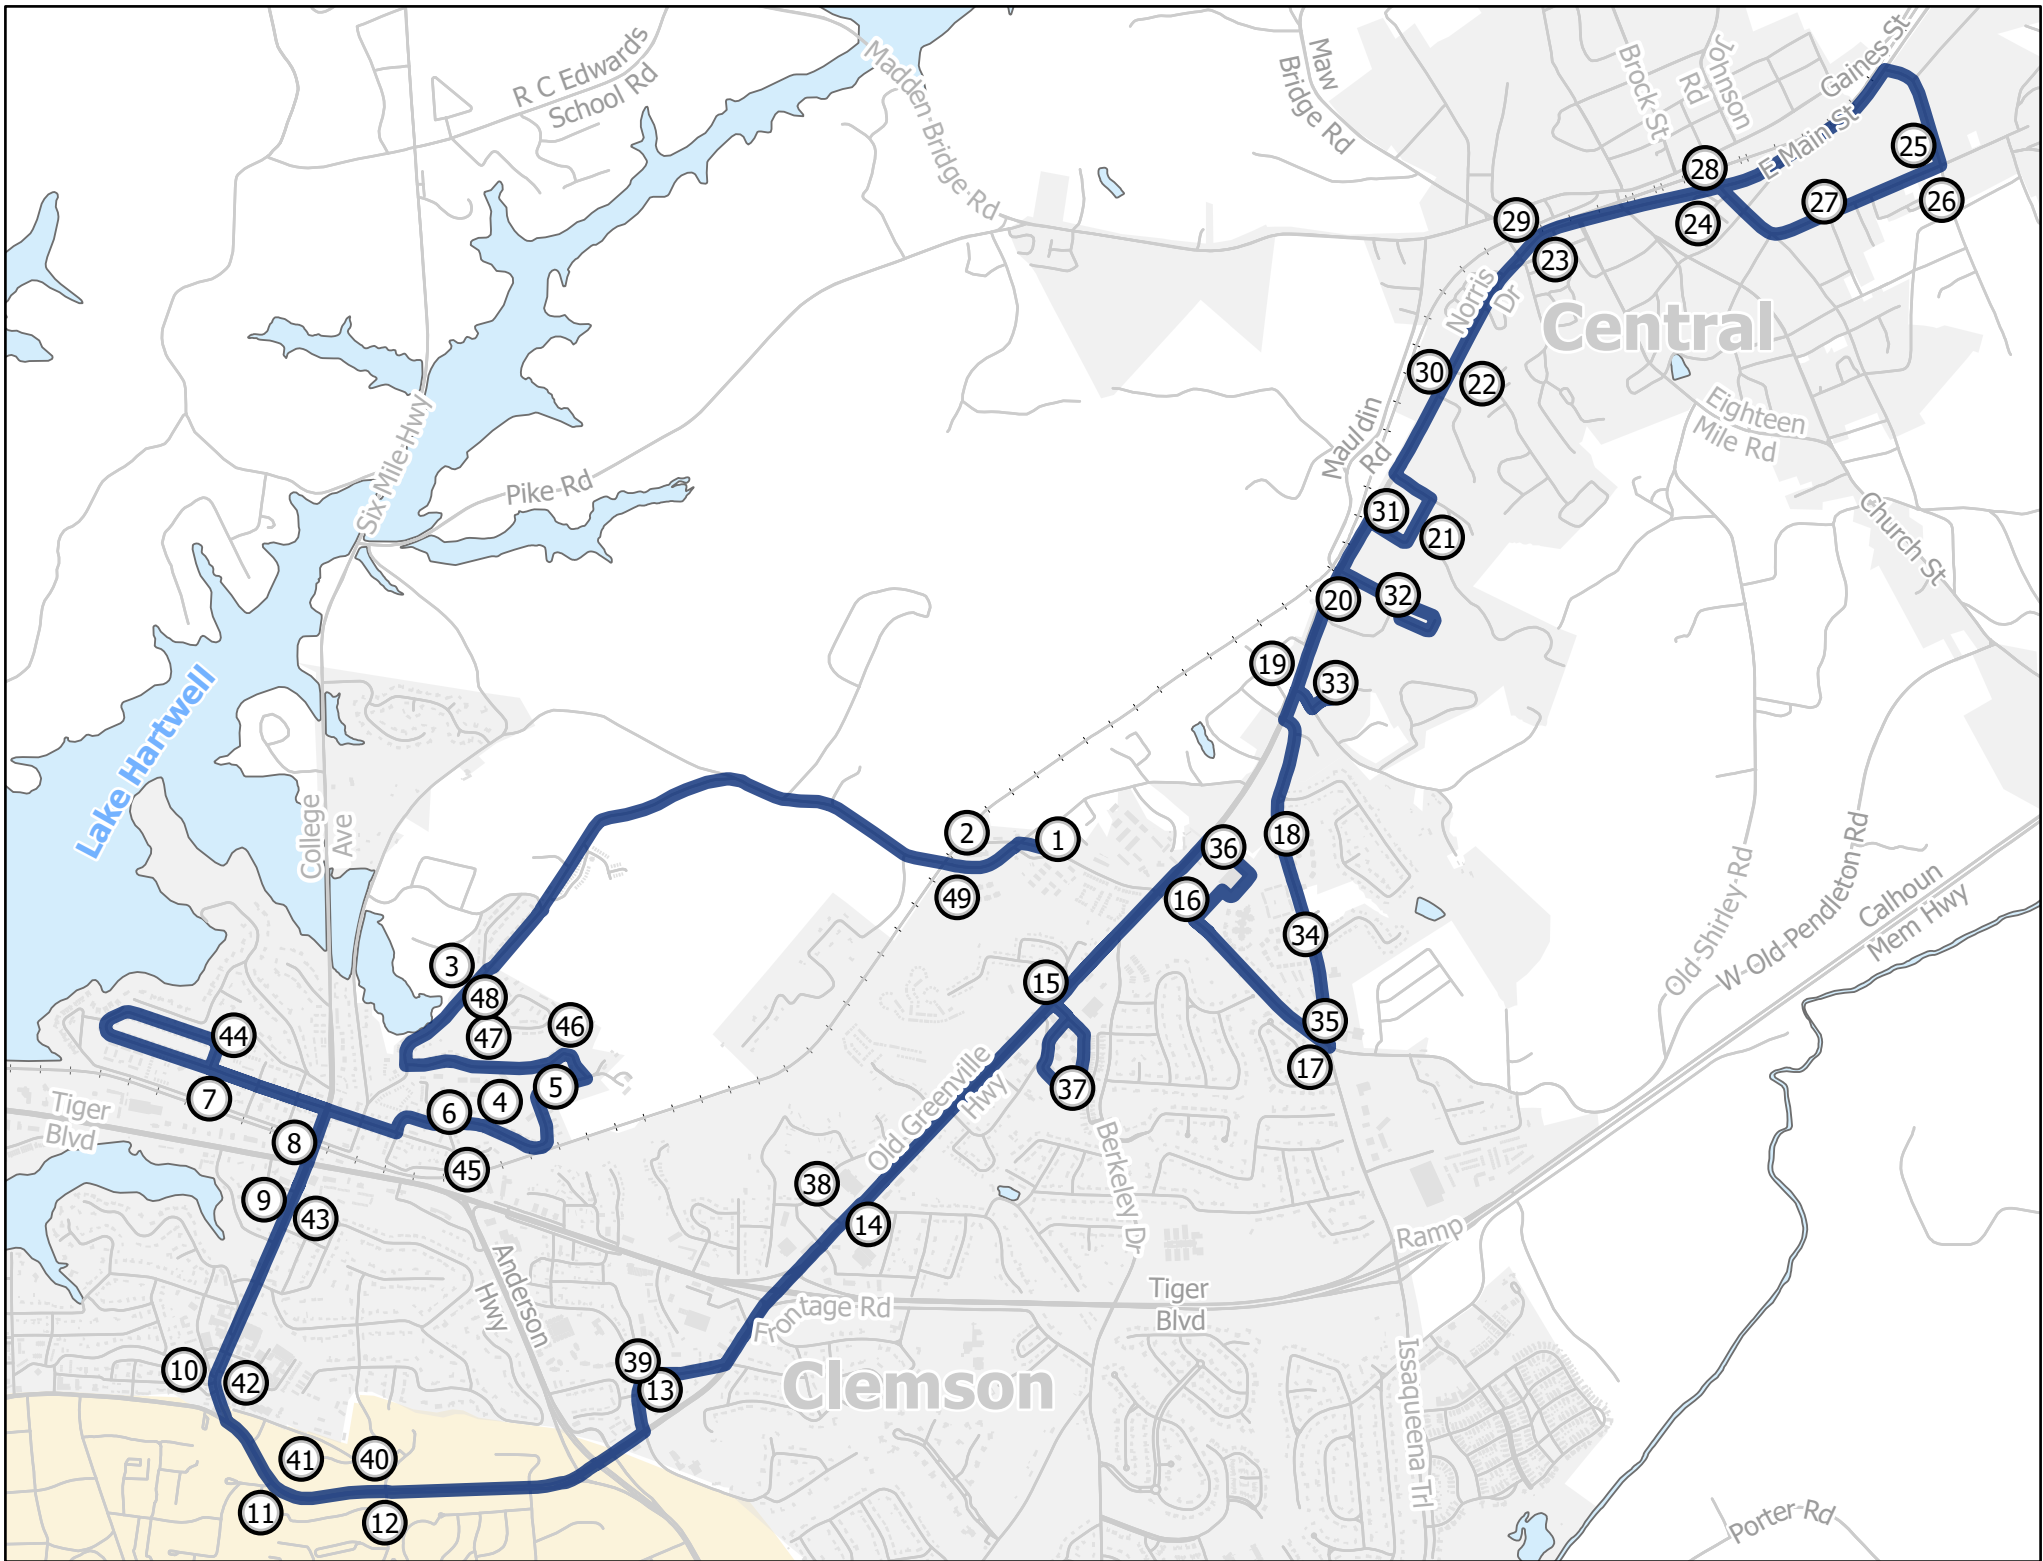 R C Edwards
School Rd
Madden Bridge Rd
Maw
Bridge Rd
Brock St
Johnson
Rd
Gaines St
E Main St
25
28
27
26
29
24
23
Norris
Dr
Central
30
22
Mauldin
Rd
Eighteen
Mile Rd
Six Mile Hwy
Pike Rd
31
21
Church St
20
32
19
33
Lake Hartwell
College
Ave
2
1
18
36
49
16
Old Shirley Rd
W Old Pendleton Rd
Calhoun
Mem Hwy
34
3
48
15
47
46
44
35
17
5
37
7
4
6
Tiger
Blvd
8
45
Old Greenville
Hwy
Berkeley Dr
38
9
43
14
Ramp
Anderson
Hwy
Tiger
Blvd
Frontage Rd
10
42
39
13
Clemson
Issaqueena Trl
41
40
11
12
Porter Rd